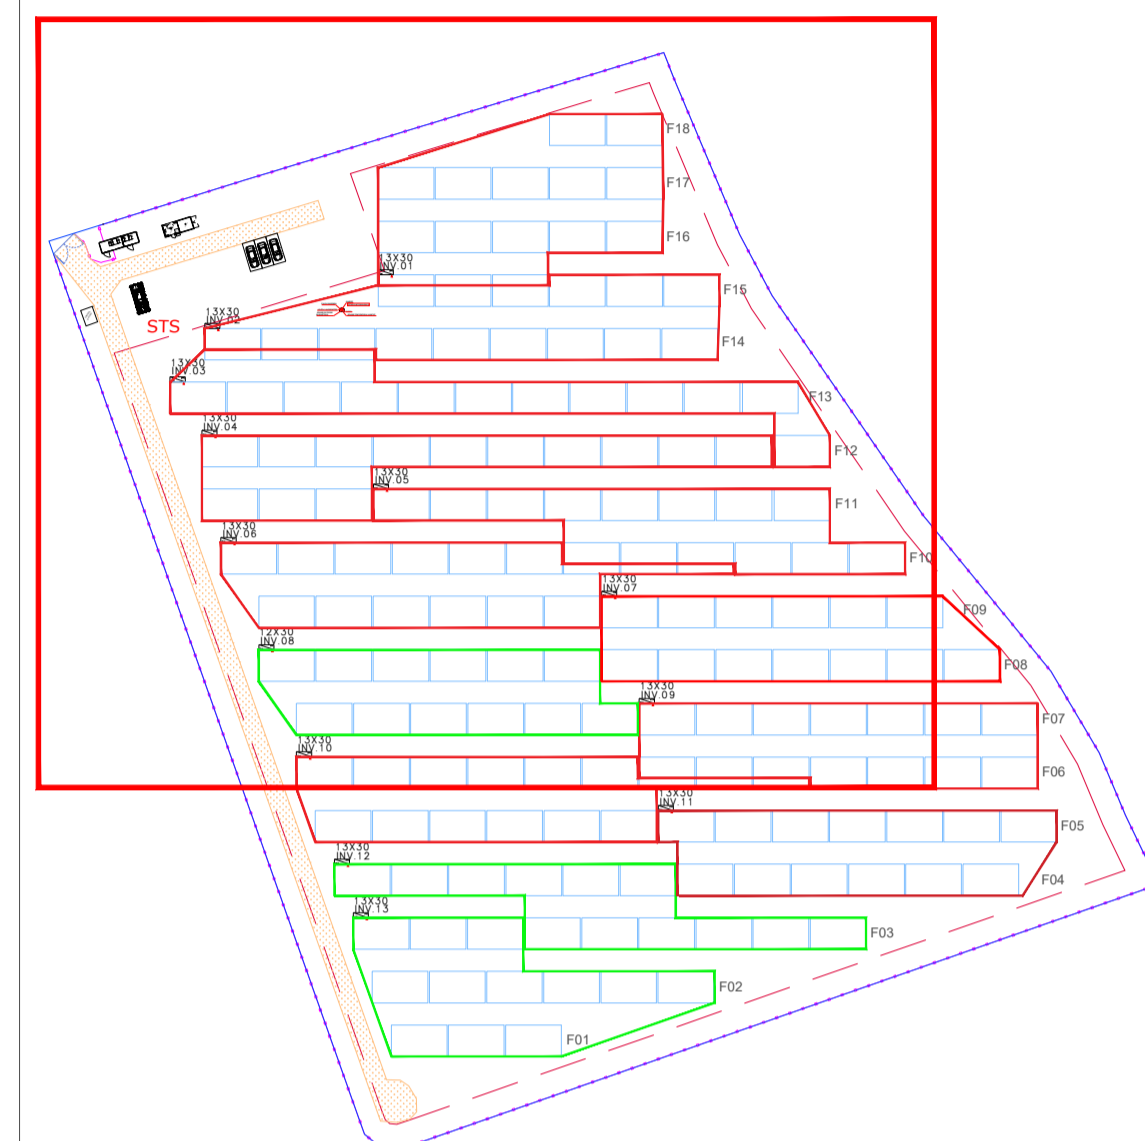 F18
F17
F16
13X30
INV.01
F15
13X30
INV.02
STS
F14
13X30
INV.03
F13
13X30
INV.04
F12
13X30
INV.05
F11
13X30
INV.06
F10
13X30
INV.07
F09
12X30
INV.08
F08
13X30
INV.09
F07
13X30
INV.10
F06
13X30
INV.11
F05
13X30
INV.12
F04
13X30
INV.13
F03
F02
F01